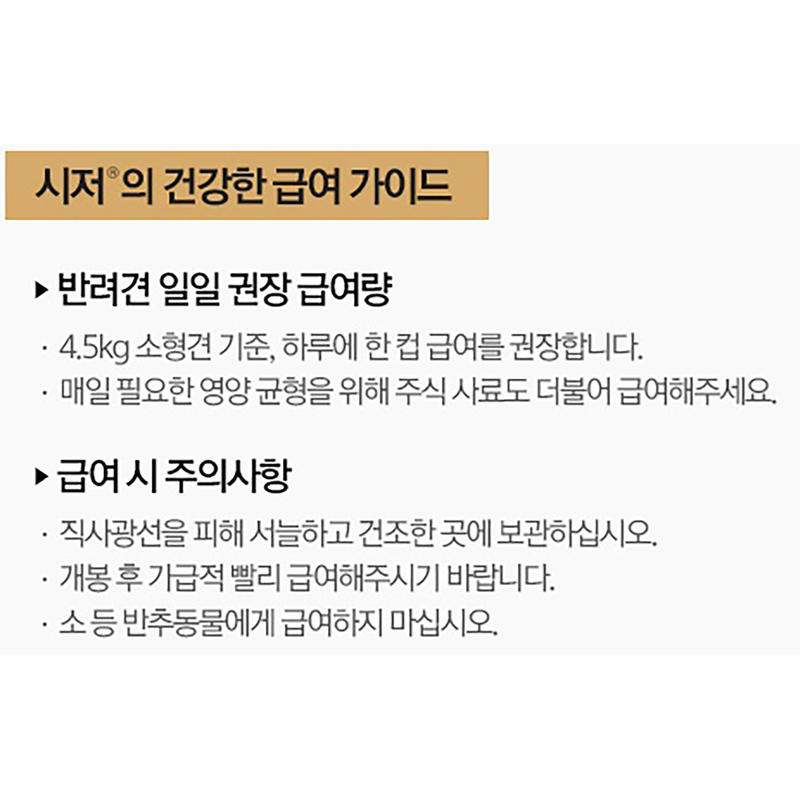 시저®의 건강한 급여 가이드
▶ 반려견 일일 권장 급여량
· 4.5kg 소형견 기준, 하루에 한 컵 급여를 권장합니다.
· 매일 필요한 영양 균형을 위해 주식 사료도 더불어 급여해주세요.
▶ 급여 시 주의사항
· 직사광선을 피해 서늘하고 건조한 곳에 보관하십시오.
· 개봉 후 가급적 빨리 급여해주시기 바랍니다.
· 소 등 반추동물에게 급여하지 마십시오.